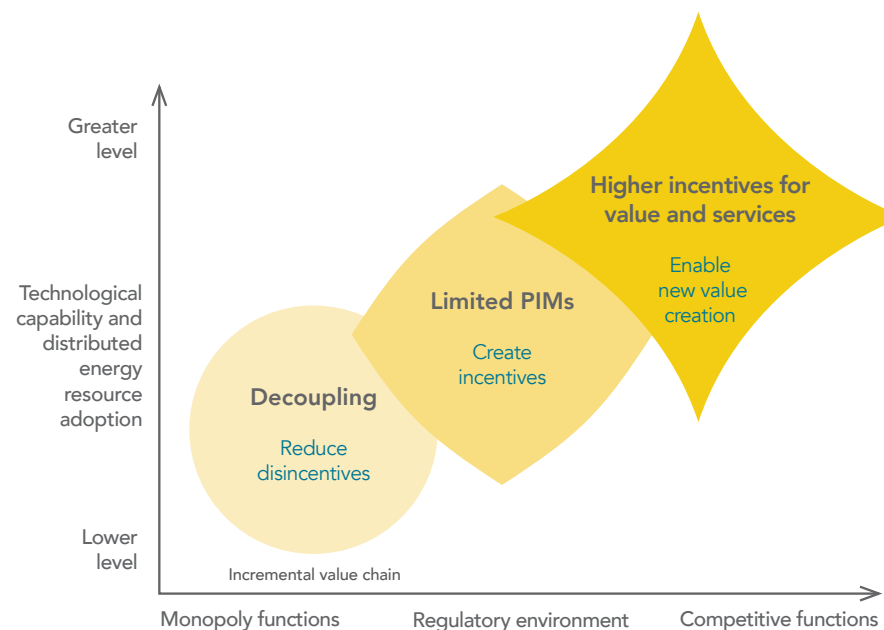 Greater
level
Higher incentives for
value and services
Enable
new value
creation
Technological
capability and
distributed
energy
resource
adoption
Limited PIMs
Create
incentives
Decoupling
Reduce
disincentives
Lower
level
Incremental value chain
Monopoly functions
Regulatory environment
Competitive functions